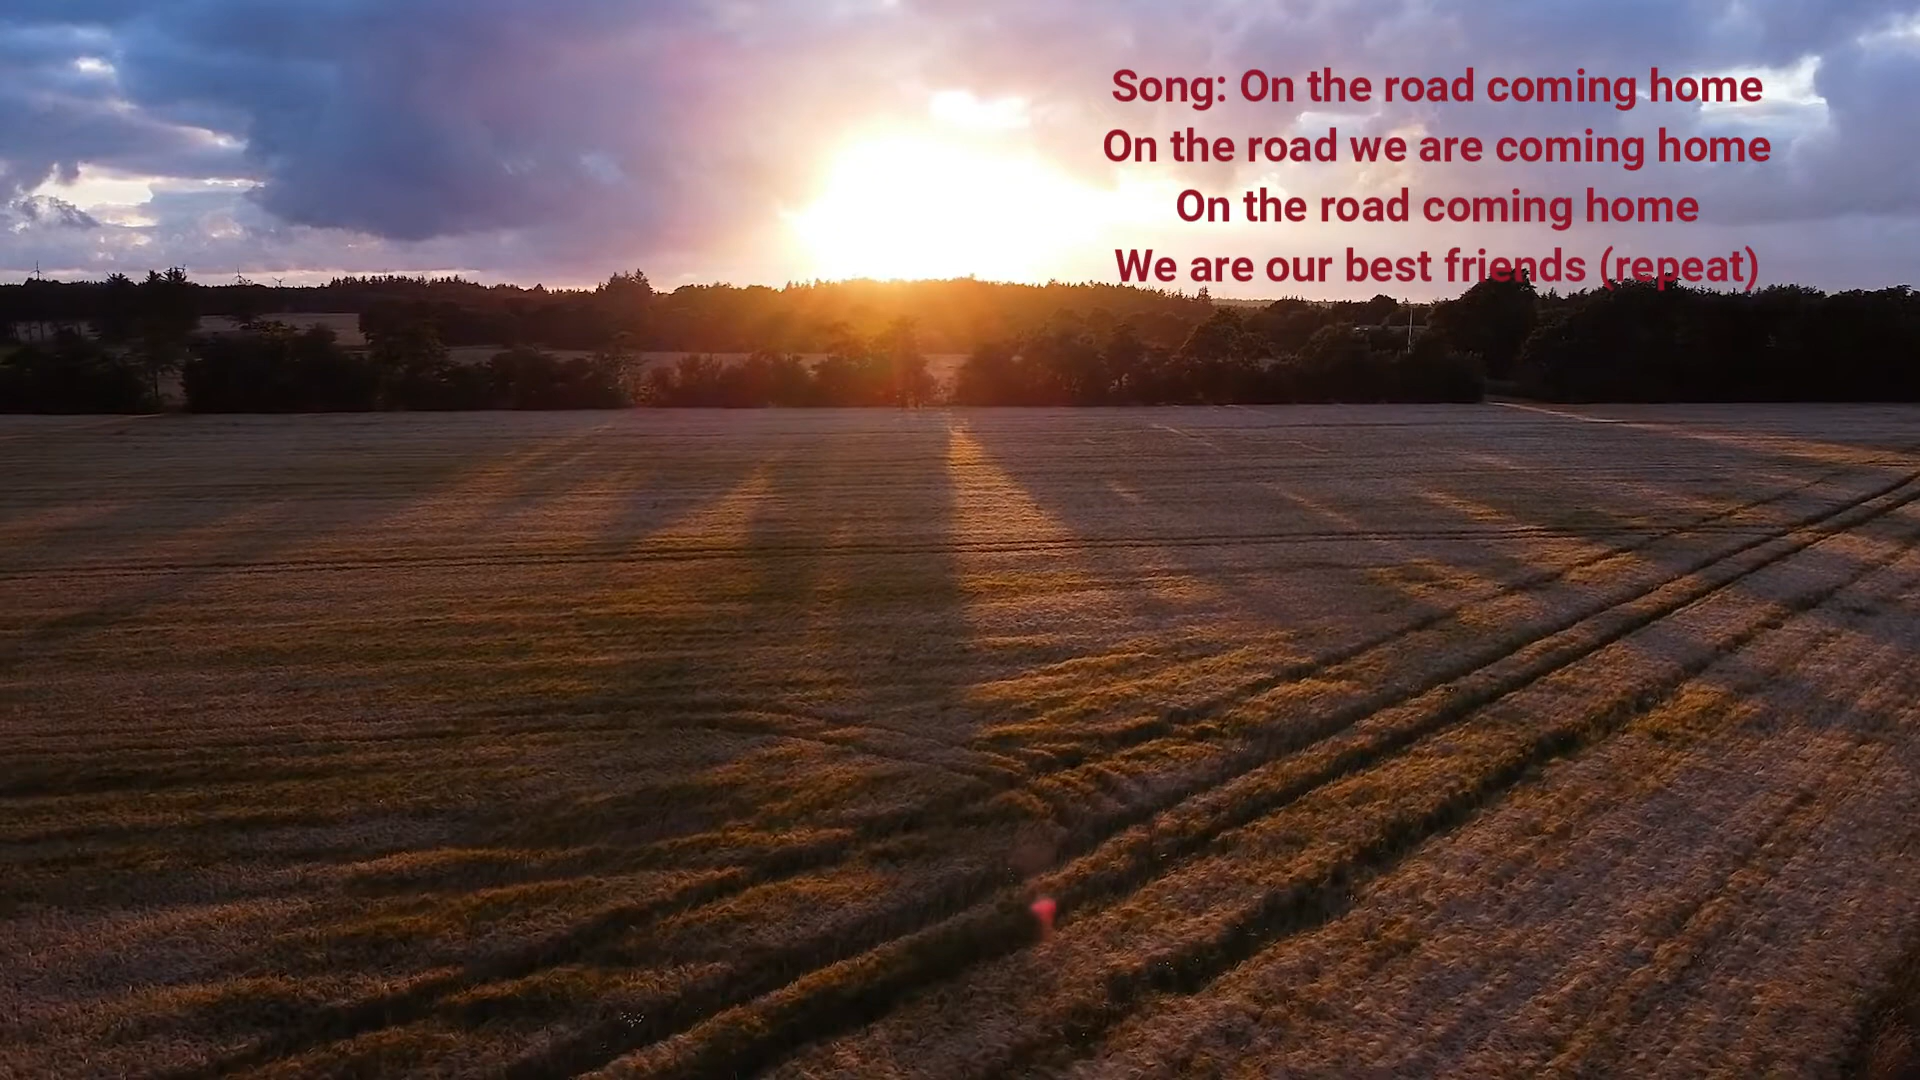 Song: On the road coming home
On the road we are coming home
On the road coming home
We are our best friends (repeat)